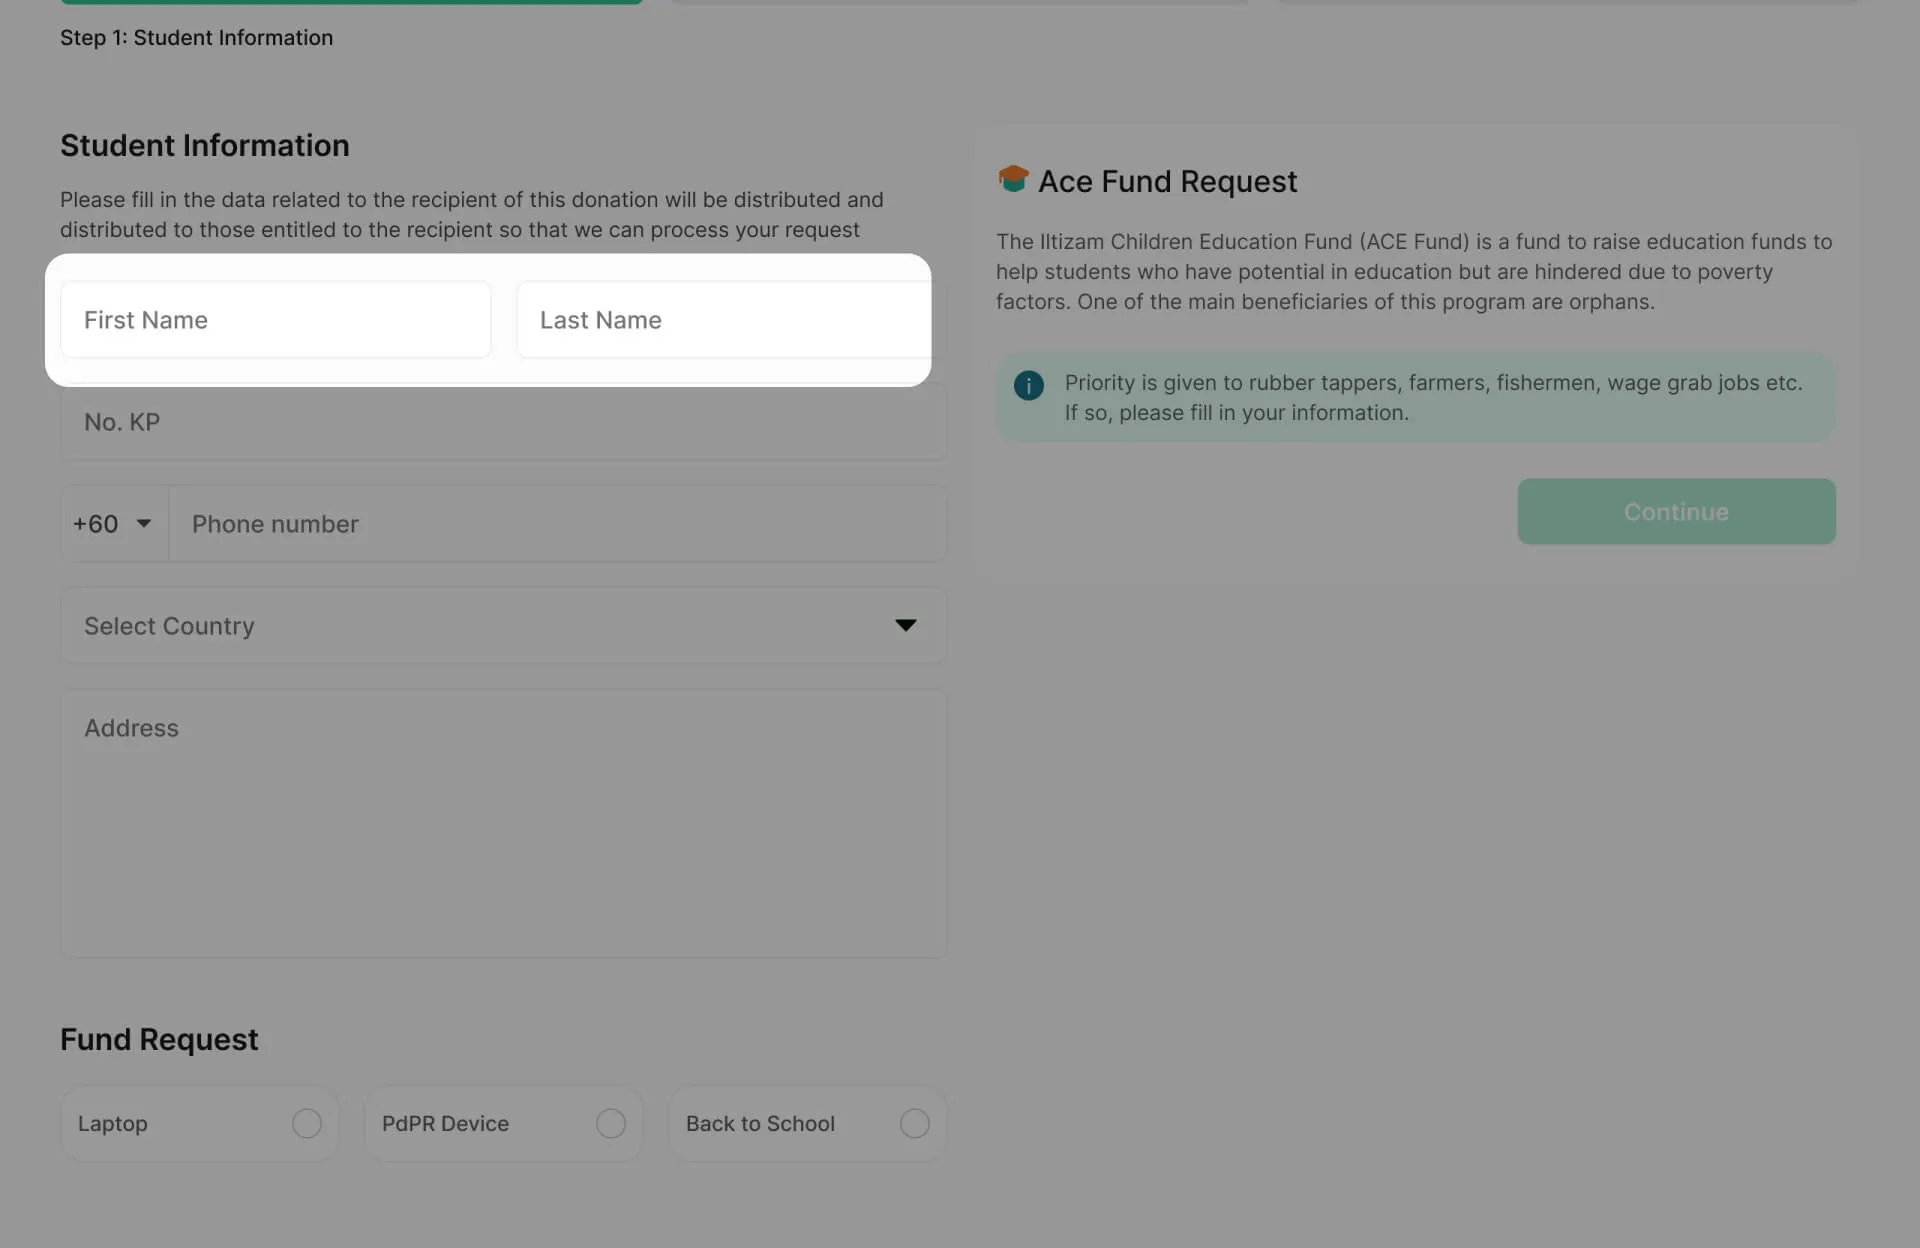 Step 1: Student Information
Student Information
Please fill in the data related to the recipient of this donation will be distributed and
distributed to those entitled to the recipient so that we can process your request
First Name
Last Name
No. KP
+60
Phone number
Select Country
Address
Fund Request
Laptop
PdPR Device
Back to School
Ace Fund Request
The Iltizam Children Education Fund (ACE Fund) is a fund to raise education funds to
help students who have potential in education but are hindered due to poverty
factors. One of the main beneficiaries of this program are orphans.
Priority is given to rubber tappers, farmers, fishermen, wage grab jobs etc.
If so, please fill in your information.
Continue